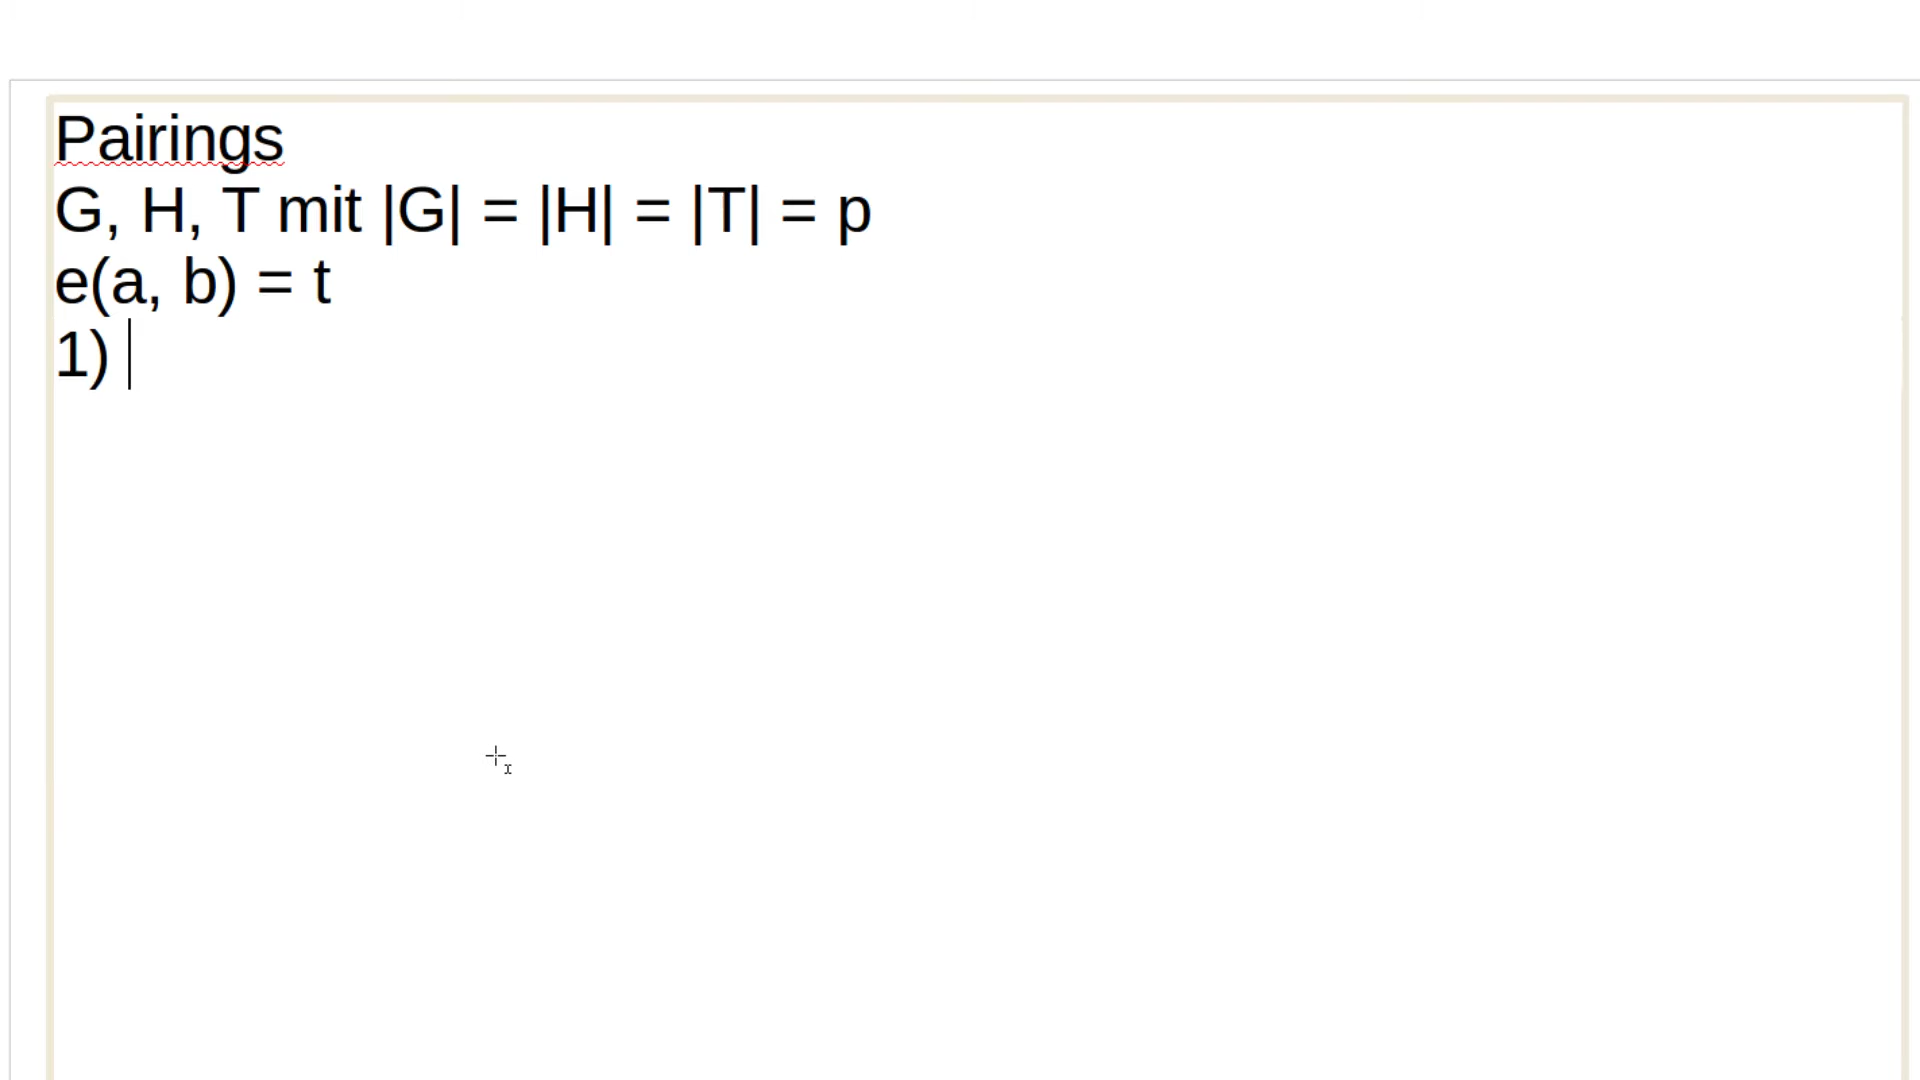 Pairings
G, H, T mit |G| = |H| = |T| = p
e(a, b) = t
1)